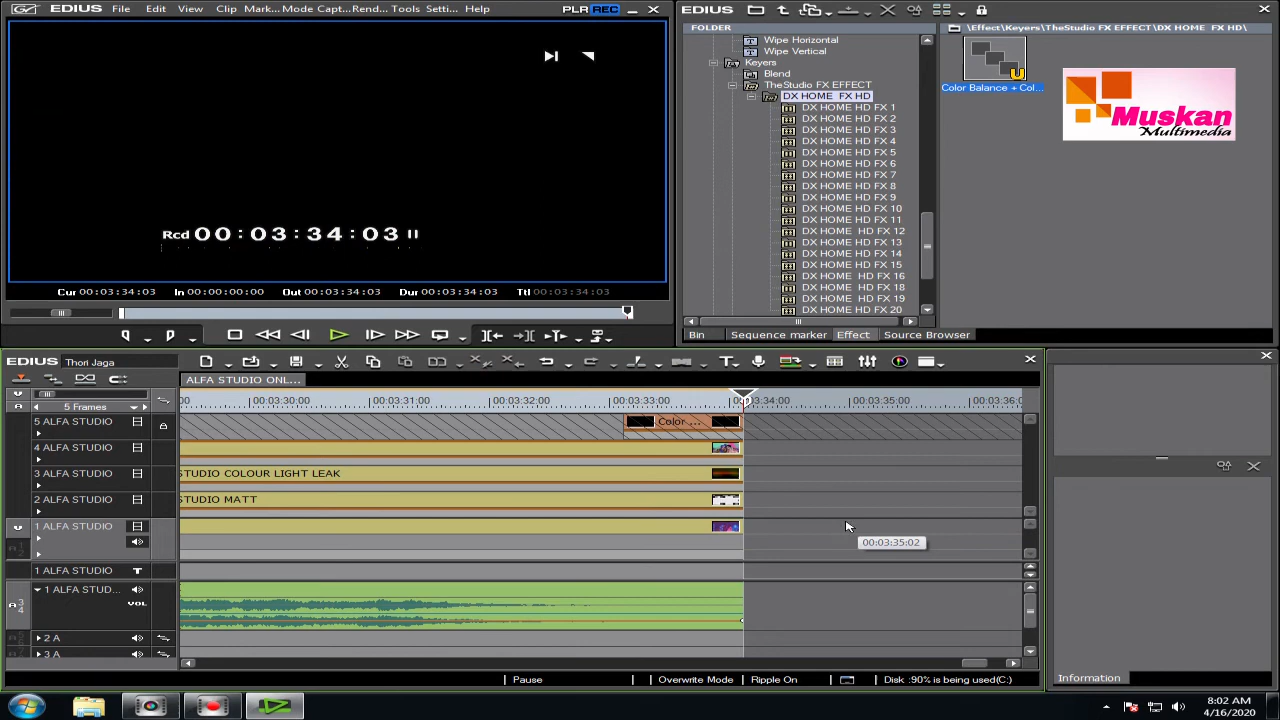 EDIUS File Edit View Clip Mark... Mode Capt... Rend... Tools Sett... Help PLR REC
Rcd 00:03:34:03
Cur 00:03:34:03 In 00:00:00:00 Out 00:03:34:03 Dur 00:03:34:03 Ttl 00:03:34:03
EDIUS
FOLDER
\Effect\Keyers\TheStudio FX EFFECT\DX HOME FX HD\
Wipe Horizontal
Wipe Vertical
Keyers
Blend
TheStudio FX EFFECT
DX HOME FX HD
DX HOME HD FX 1
DX HOME HD FX 2
DX HOME HD FX 3
DX HOME HD FX 4
DX HOME HD FX 5
DX HOME HD FX 6
DX HOME HD FX 7
DX HOME HD FX 8
DX HOME HD FX 9
DX HOME HD FX 10
DX HOME HD FX 11
DX HOME HD FX 12
DX HOME HD FX 13
DX HOME HD FX 14
DX HOME HD FX 15
DX HOME HD FX 16
DX HOME HD FX 18
DX HOME HD FX 19
DX HOME HD FX 20
Color Balance + Col...
U
Muskan
Multimedia
Bin Sequence marker Effect Source Browser
EDIUS Thori Jaga
ALFA STUDIO ONL...
5 Frames
:00 00:03:30:00 00:03:31:00 00:03:32:00 00:03:33:00 00:03:34:00 00:03:35:00 00:03:36:0
5 ALFA STUDIO Color ...
4 ALFA STUDIO
3 ALFA STUDIO STUDIO COLOUR LIGHT LEAK
2 ALFA STUDIO STUDIO MATT
1 ALFA STUDIO
00:03:35:02
1 ALFA STUDIO T
1 ALFA STUD...
VOL
2 A
3 A
Pause Overwrite Mode Ripple On Disk :90% is being used(C:)
Information
8:02 AM
4/16/2020